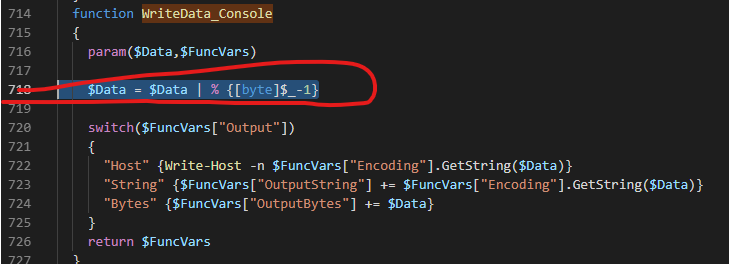 714 function WriteData_Console
715 {
716 param($Data,$FuncVars)
717
718 $Data = $Data | % {[byte]$_-1}
719
720 switch($FuncVars["Output"])
721 {
722 "Host" {Write-Host -n $FuncVars["Encoding"].GetString($Data)}
723 "String" {$FuncVars["OutputString"] += $FuncVars["Encoding"].GetString($Data)}
724 "Bytes" {$FuncVars["OutputBytes"] += $Data}
725 }
726 return $FuncVars
727 }